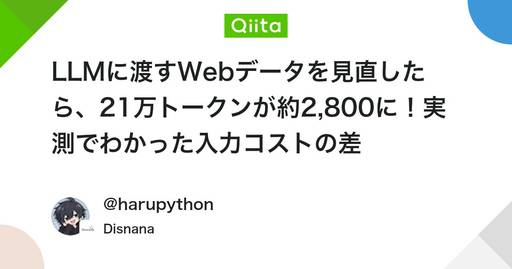 Qiita
LLMに渡すWebデータを見直した
ら、21万トークンが約2,800に！実
測でわかった入力コストの差
@harupython
Disnana